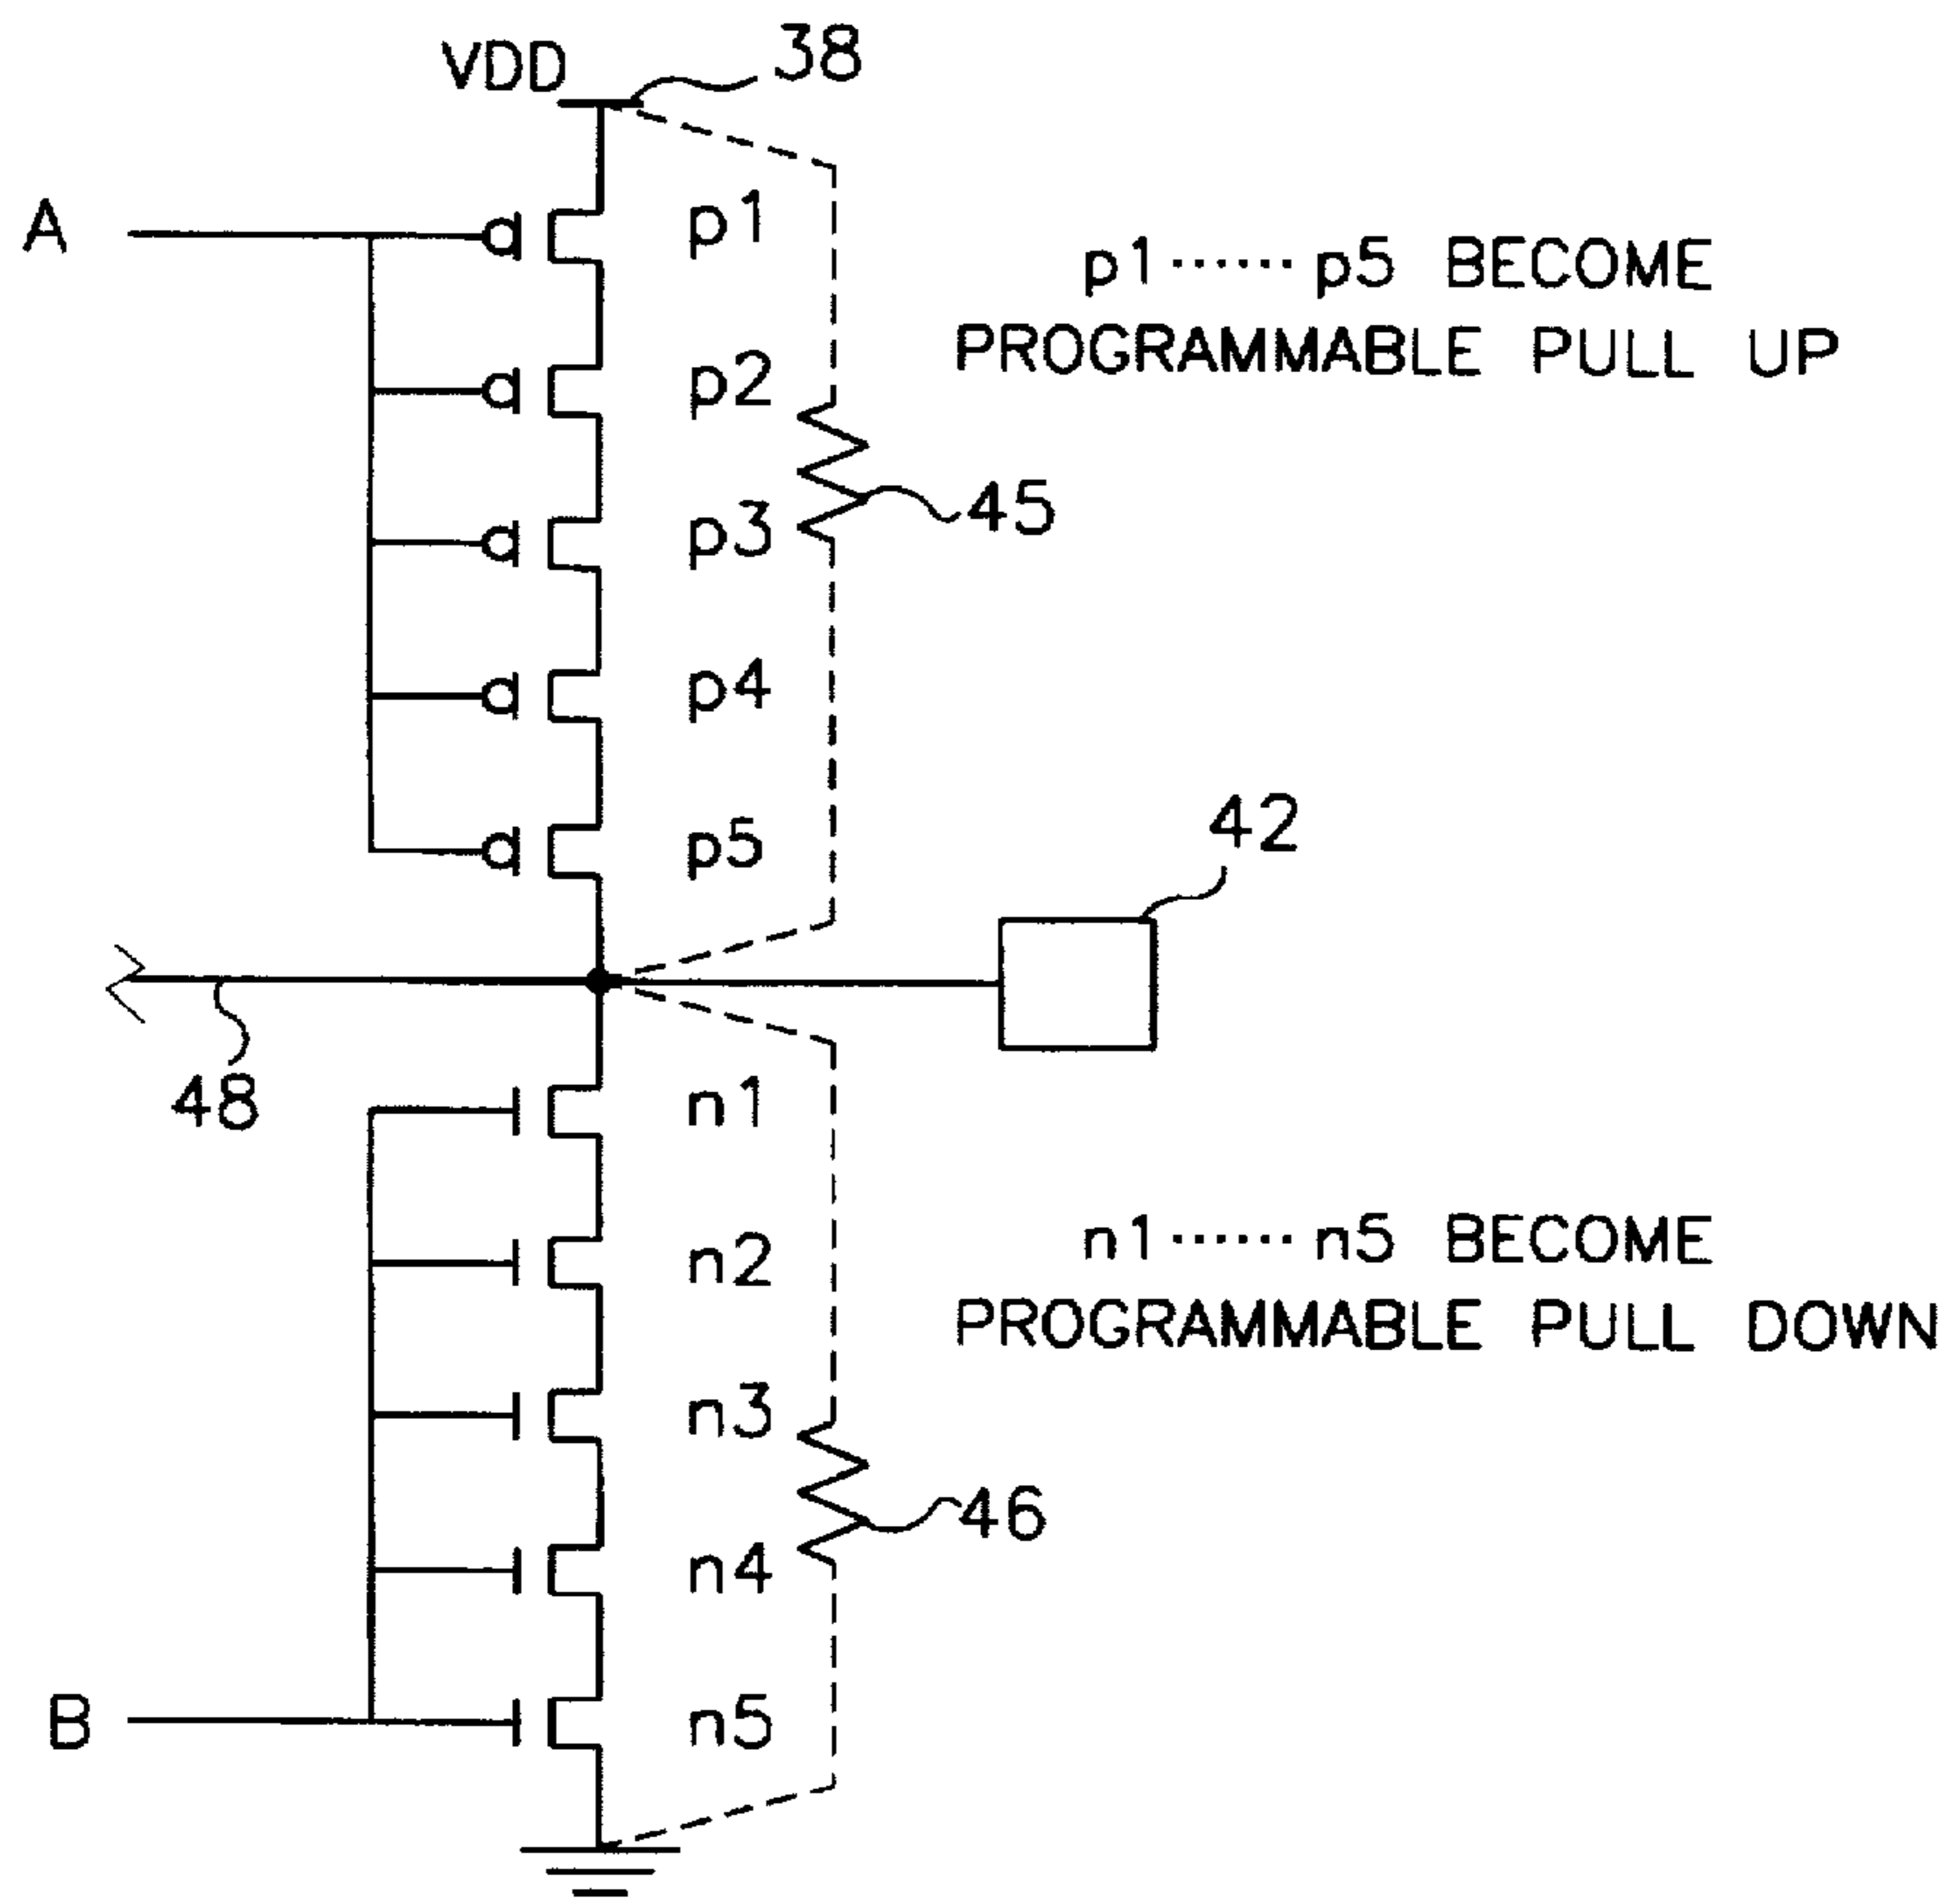 VDD
38
A
p1
p1······p5 BECOME
PROGRAMMABLE PULL UP
p2
45
p3
p4
42
p5
48
n1
n2
n1······n5 BECOME
PROGRAMMABLE PULL DOWN
n3
46
n4
B
n5